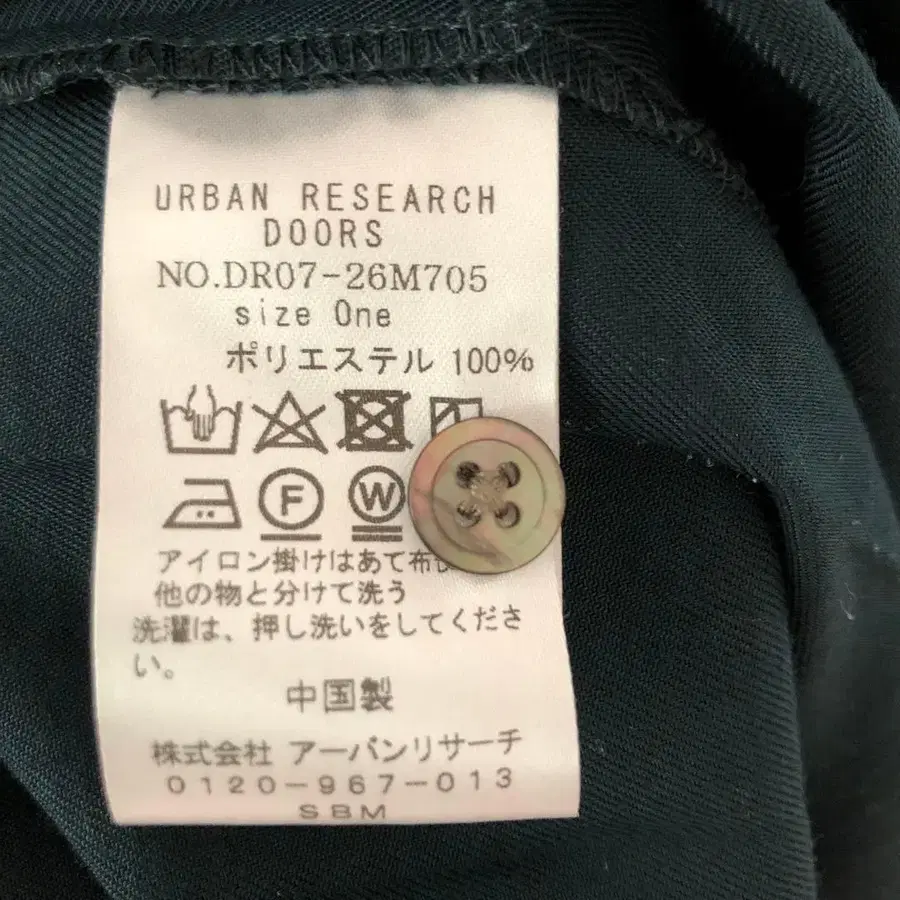 URBAN RESEARCH
DOORS
NO.DR07-26M705
size One
ポリエステル 100%
F W
アイロン掛けはあて布
他の物と分けて洗う
洗濯は、押し洗いをしてくださ
い。
中国製
株式会社 アーバンリサーチ
0120-967-013
SBM